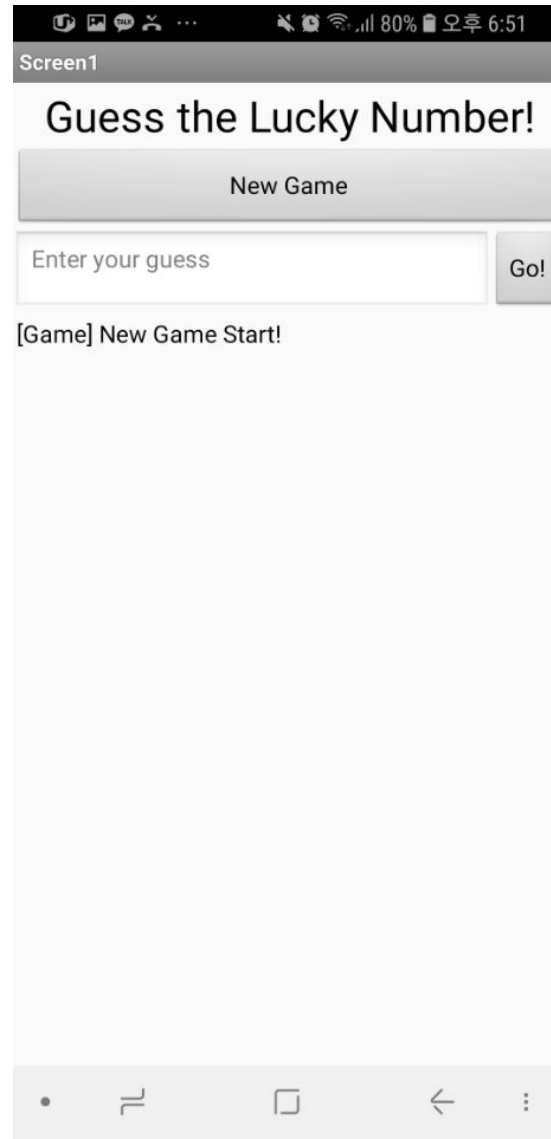 TALK 80% 오후 6:51
Screen1
Guess the Lucky Number!
New Game
Enter your guess
Go!
[Game] New Game Start!